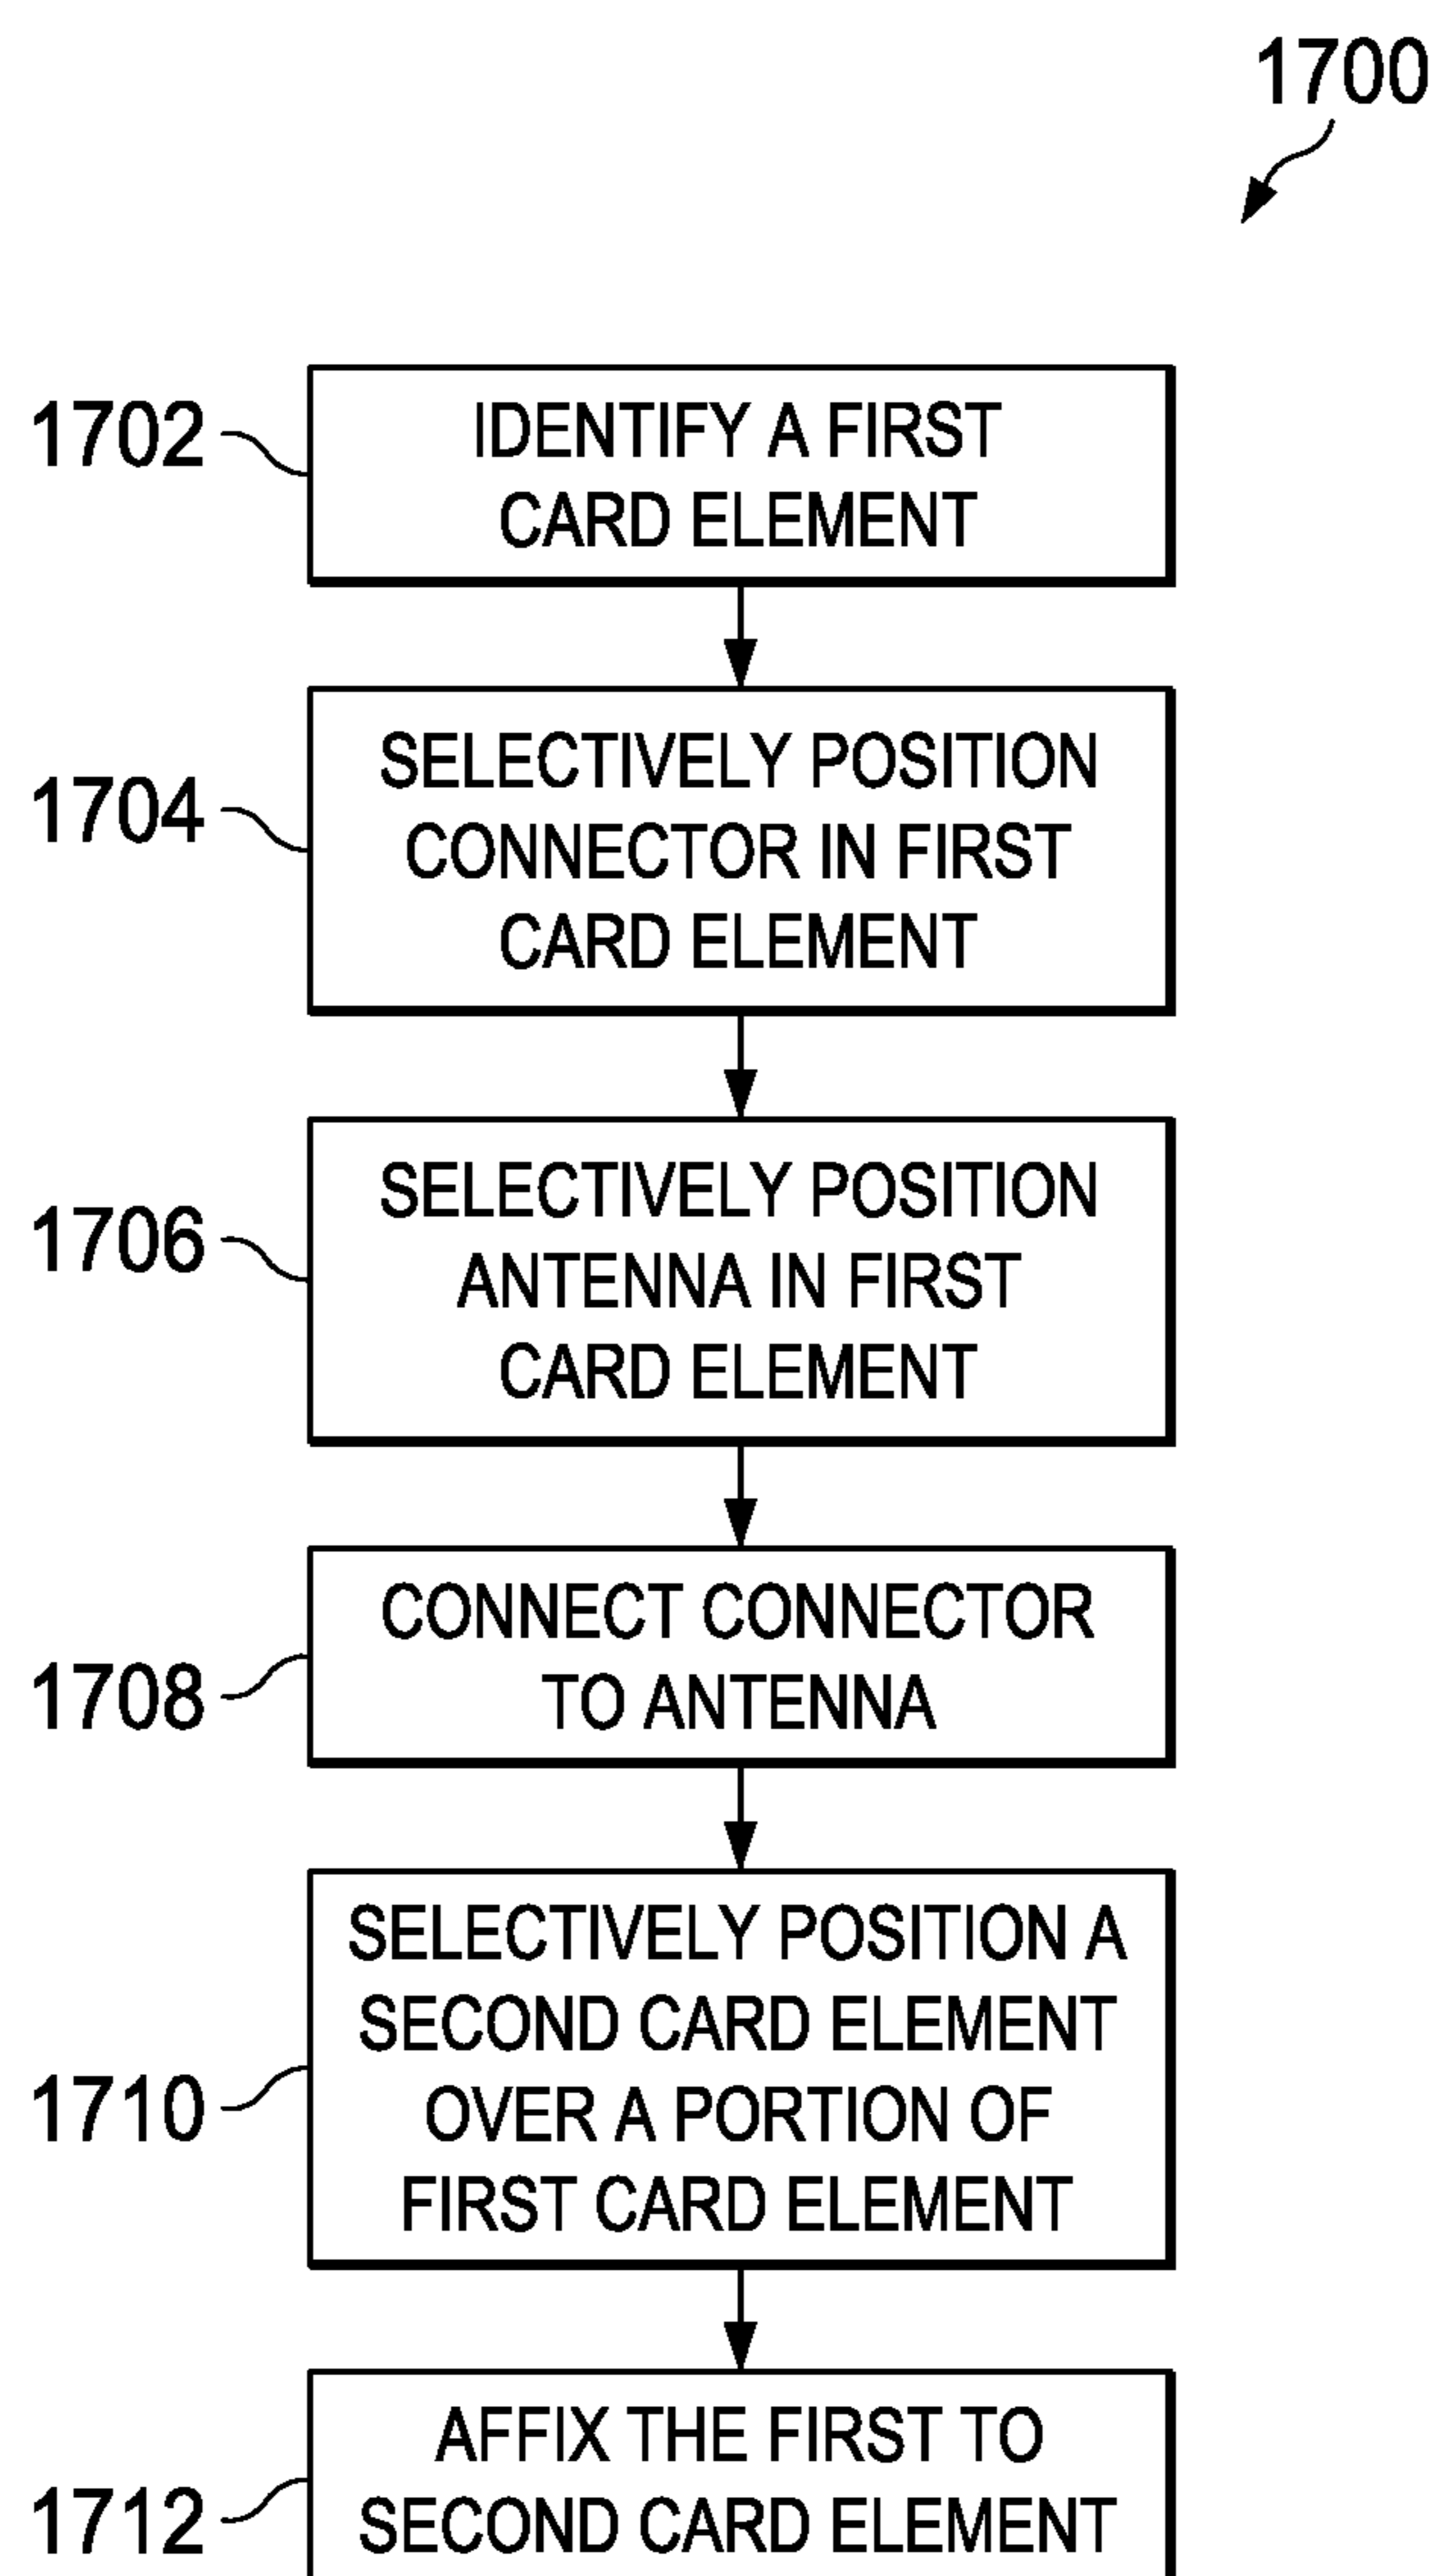 1700
1702
IDENTIFY A FIRST
CARD ELEMENT
1704
SELECTIVELY POSITION
CONNECTOR IN FIRST
CARD ELEMENT
1706
SELECTIVELY POSITION
ANTENNA IN FIRST
CARD ELEMENT
1708
CONNECT CONNECTOR
TO ANTENNA
1710
SELECTIVELY POSITION A
SECOND CARD ELEMENT
OVER A PORTION OF
FIRST CARD ELEMENT
1712
AFFIX THE FIRST TO
SECOND CARD ELEMENT